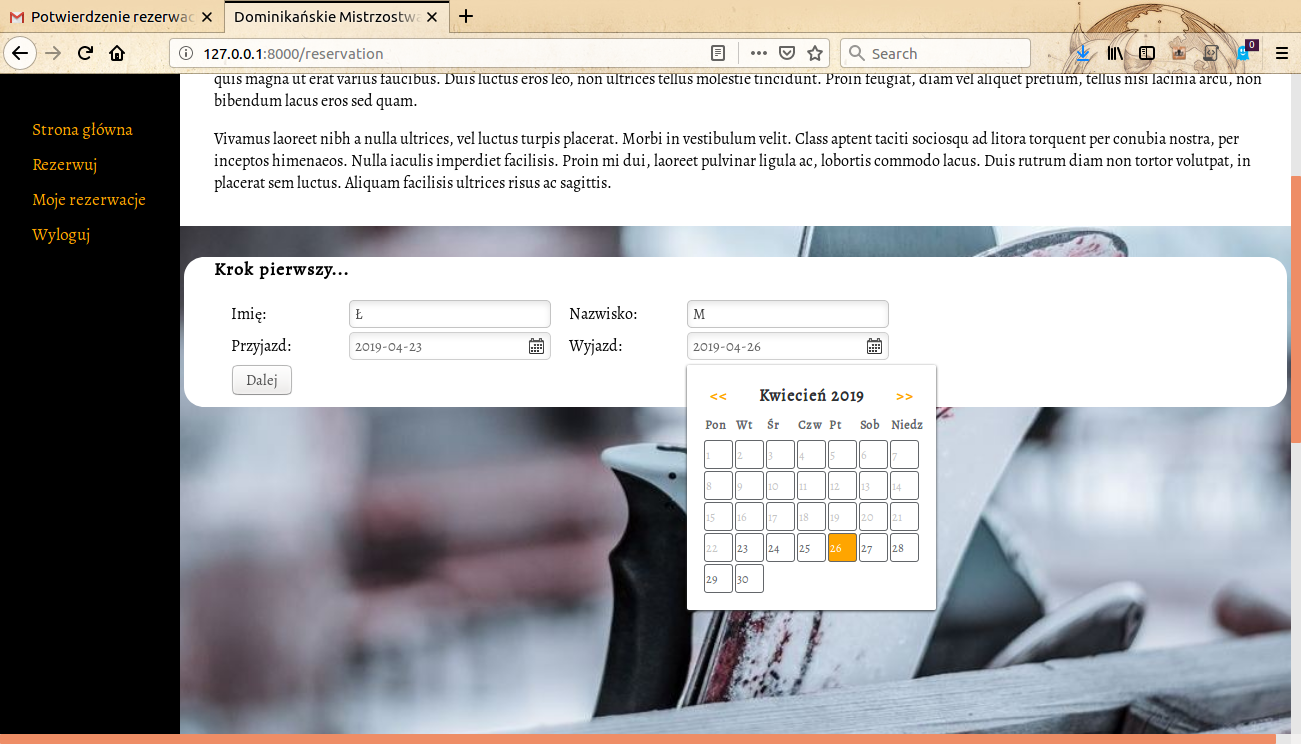 Potwierdzenie rezerwac
Dominikańskie Mistrzostwa
127.0.0.1:8000/reservation
Search
0
quis magna ut erat varius faucibus. Duis luctus eros leo, non ultrices tellus molestie tincidunt. Proin feugiat, diam vel aliquet pretium, tellus nisi lacinia arcu, non
bibendum lacus eros sed quam.
Vivamus laoreet nibh a nulla ultrices, vel luctus turpis placerat. Morbi in vestibulum velit. Class aptent taciti sociosqu ad litora torquent per conubia nostra, per
inceptos himenaeos. Nulla iaculis imperdiet facilisis. Proin mi dui, laoreet pulvinar ligula ac, lobortis commodo lacus. Duis rutrum diam non tortor volutpat, in
placerat sem luctus. Aliquam facilisis ultrices risus ac sagittis.
Strona główna
Rezerwuj
Moje rezerwacje
Wyloguj
Krok pierwszy...
Imię: Ł Nazwisko: M
Przyjazd: 2019-04-23 Wyjazd: 2019-04-26
Dalej
<< Kwiecień 2019 >>
Pon Wt Śr Czw Pt Sob Niedz
1 2 3 4 5 6 7
8 9 10 11 12 13 14
15 16 17 18 19 20 21
22 23 24 25 26 27 28
29 30